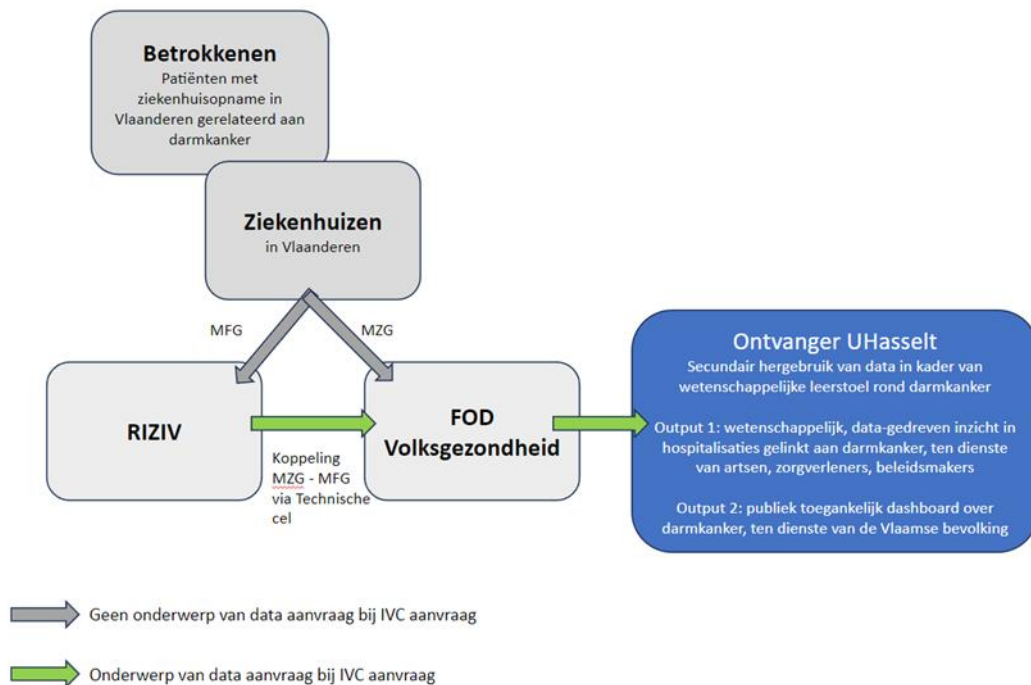 Betrokkenen
Patiënten met
ziekenhuisopname in
Vlaanderen gerelateerd aan
darmkanker
Ziekenhuizen
in Vlaanderen
MFG
MZG
RIZIV
Koppeling
MZG - MFG
via Technische
cel
FOD
Volksgezondheid
Ontvanger UHasselt
Secundair hergebruik van data in kader van
wetenschappelijke leerstoel rond darmkanker
Output 1: wetenschappelijk, data-gedreven inzicht in
hospitalisaties gelinkt aan darmkanker, ten dienste
van artsen, zorgverleners, beleidsmakers
Output 2: publiek toegankelijk dashboard over
darmkanker, ten dienste van de Vlaamse bevolking
Geen onderwerp van data aanvraag bij IVC aanvraag
Onderwerp van data aanvraag bij IVC aanvraag